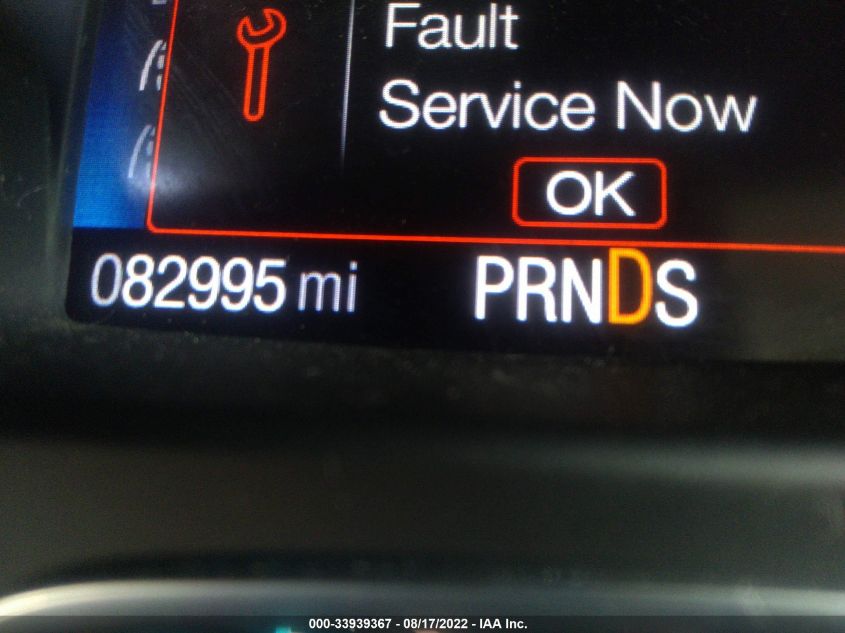 Fault
Service Now
OK
082995 mi
PRNDS
000-33939367 - 08/17/2022 - IAA Inc.